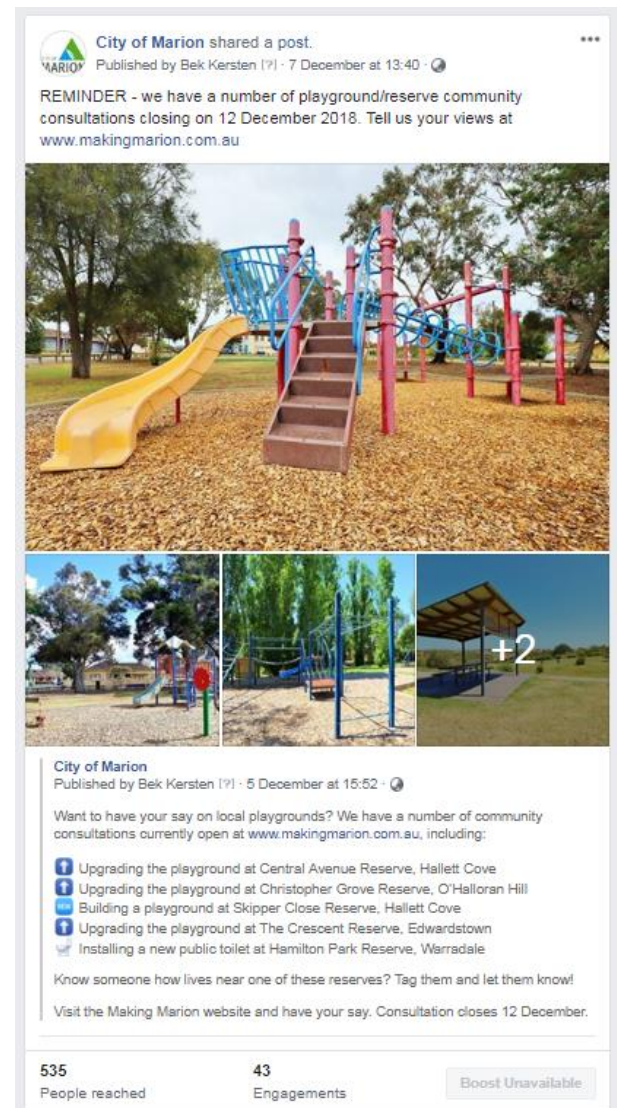 City of Marion shared a post.
MARION
Published by Bek Kersten [?] · 7 December at 13:40 ·
REMINDER - we have a number of playground/reserve community
consultations closing on 12 December 2018. Tell us your views at
www.makingmarion.com.au
+2
City of Marion
Published by Bek Kersten [?] · 5 December at 15:52 ·
Want to have your say on local playgrounds? We have a number of community
consultations currently open at www.makingmarion.com.au, including:
Upgrading the playground at Central Avenue Reserve, Hallett Cove
Upgrading the playground at Christopher Grove Reserve, O'Halloran Hill
NEW Building a playground at Skipper Close Reserve, Hallett Cove
Upgrading the playground at The Crescent Reserve, Edwardstown
Installing a new public toilet at Hamilton Park Reserve, Warradale
Know someone how lives near one of these reserves? Tag them and let them know!
Visit the Making Marion website and have your say. Consultation closes 12 December.
535 43
People reached Engagements Boost Unavailable